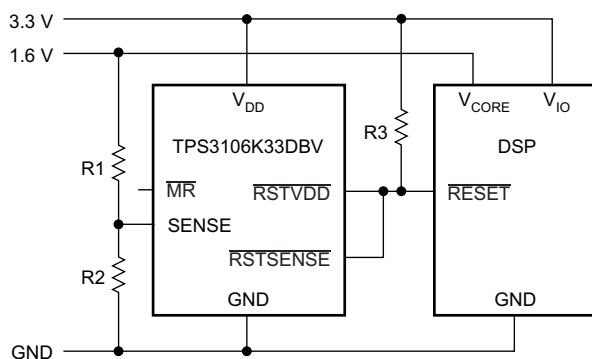 3.3 V
1.6 V
VDD
VCORE VIO
R3
TPS3106K33DBV
DSP
R1
MR
RSTVDD
RESET
SENSE
R2
RSTSENSE
GND
GND
GND